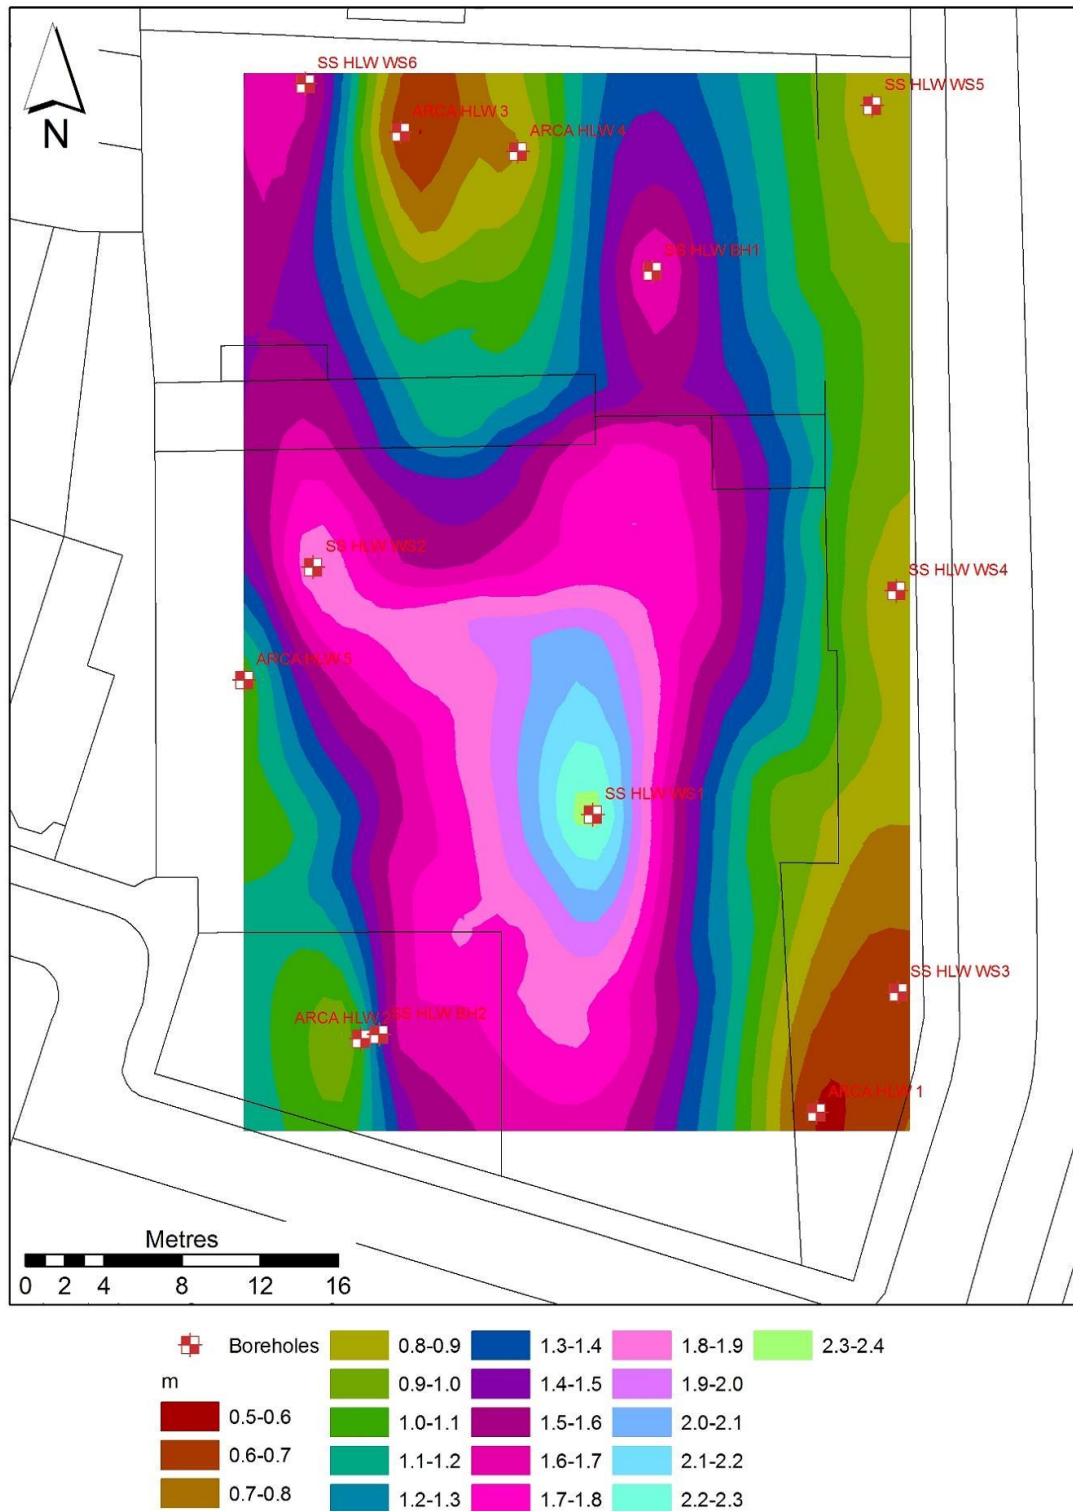 SS HLW WS6
SS HLW WS5
ARCA HLW 3
ARCA HLW 4
N
SS HLW BH1
SS HLW WS2
SS HLW WS4
ARCA HLW 5
SS HLW WS1
SS HLW WS3
ARCA HLW 2
SS HLW BH2
ARCA HLW 1
Metres
0 2 4 8 12 16
Boreholes
m
0.5-0.6
0.6-0.7
0.7-0.8
0.8-0.9
0.9-1.0
1.0-1.1
1.1-1.2
1.2-1.3
1.3-1.4
1.4-1.5
1.5-1.6
1.6-1.7
1.7-1.8
1.8-1.9
1.9-2.0
2.0-2.1
2.1-2.2
2.2-2.3
2.3-2.4